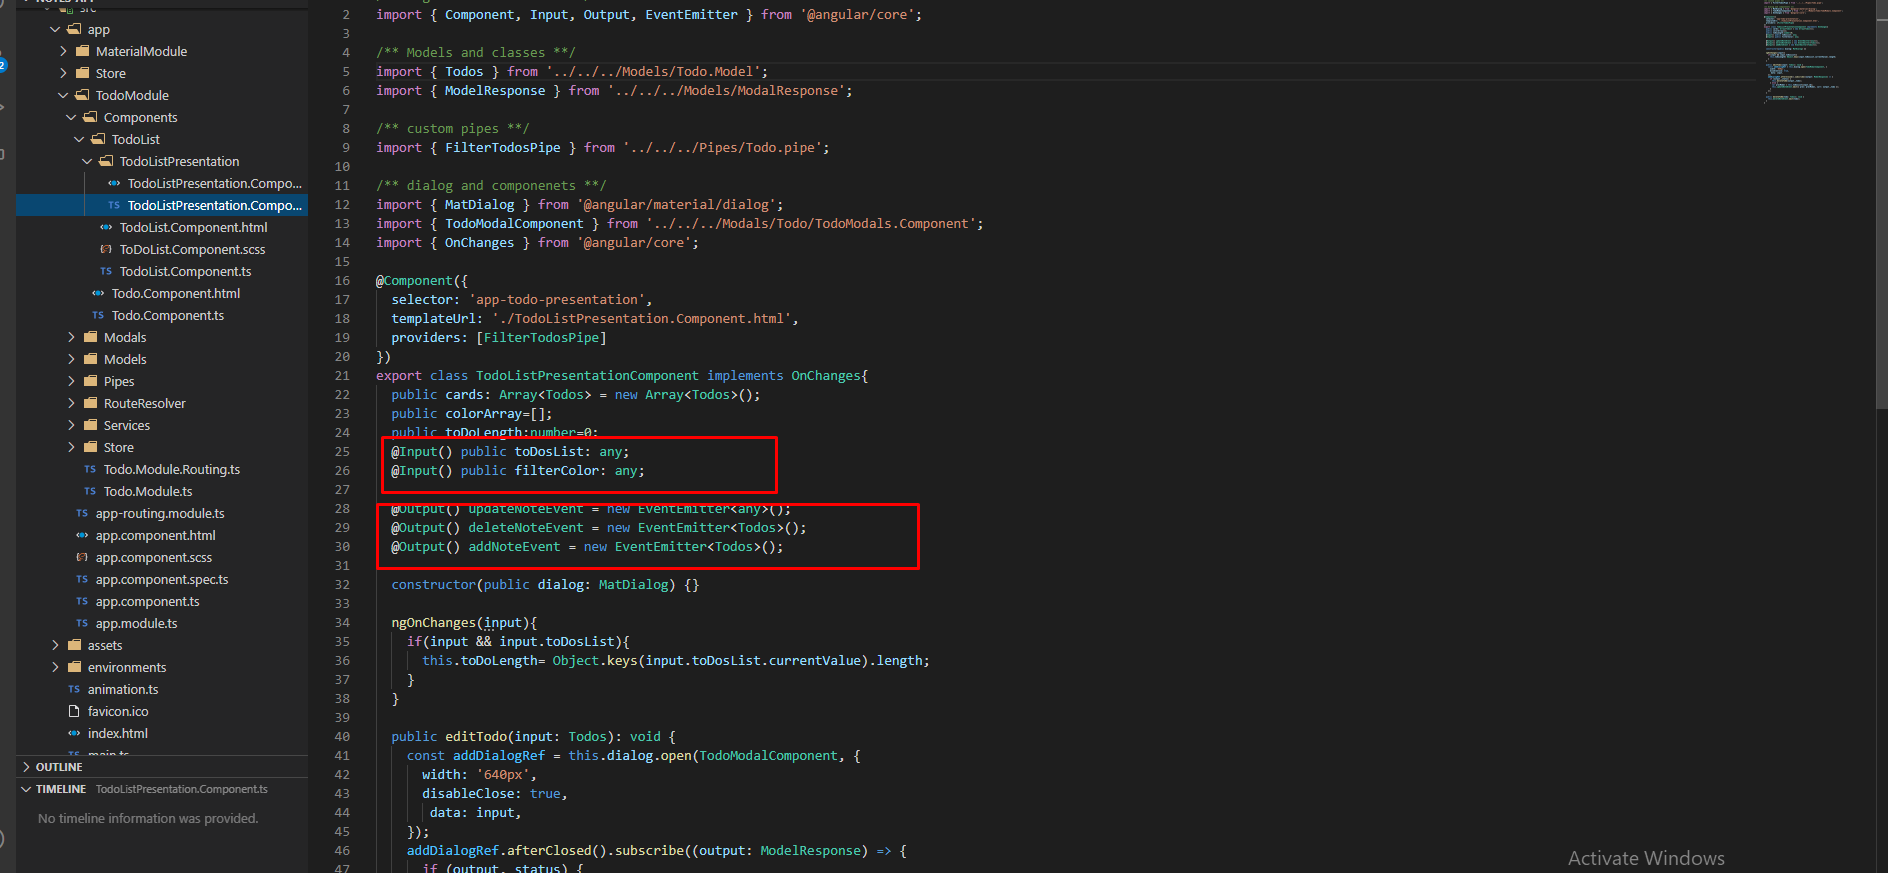 src
app
MaterialModule
Store
TodoModule
Components
TodoList
TodoListPresentation
TodoListPresentation.Compo...
TS TodoListPresentation.Compo...
TodoList.Component.html
ToDoList.Component.scss
TS TodoList.Component.ts
Todo.Component.html
TS Todo.Component.ts
Modals
Models
Pipes
RouteResolver
Services
Store
TS Todo.Module.Routing.ts
TS Todo.Module.ts
TS app-routing.module.ts
app.component.html
app.component.scss
TS app.component.spec.ts
TS app.component.ts
TS app.module.ts
assets
environments
TS animation.ts
favicon.ico
index.html
TS main.ts
OUTLINE
TIMELINE TodoListPresentation.Component.ts
No timeline information was provided.
2 import { Component, Input, Output, EventEmitter } from '@angular/core';
3
4 /** Models and classes **/
5 import { Todos } from '../../../Models/Todo.Model';
6 import { ModelResponse } from '../../../Models/ModalResponse';
7
8 /** custom pipes **/
9 import { FilterTodosPipe } from '../../../Pipes/Todo.pipe';
10
11 /** dialog and componenets **/
12 import { MatDialog } from '@angular/material/dialog';
13 import { TodoModalComponent } from '../../../Modals/Todo/TodoModals.Component';
14 import { OnChanges } from '@angular/core';
15
16 @Component({
17 selector: 'app-todo-presentation',
18 templateUrl: './TodoListPresentation.Component.html',
19 providers: [FilterTodosPipe]
20 })
21 export class TodoListPresentationComponent implements OnChanges{
22 public cards: Array<Todos> = new Array<Todos>();
23 public colorArray=[];
24 public toDoLength:number=0;
25 @Input() public toDosList: any;
26 @Input() public filterColor: any;
27
28 @Output() updateNoteEvent = new EventEmitter<any>();
29 @Output() deleteNoteEvent = new EventEmitter<Todos>();
30 @Output() addNoteEvent = new EventEmitter<Todos>();
31
32 constructor(public dialog: MatDialog) {}
33
34 ngOnChanges(input){
35 if(input && input.toDosList){
36 this.toDoLength= Object.keys(input.toDosList.currentValue).length;
37 }
38 }
39
40 public editTodo(input: Todos): void {
41 const addDialogRef = this.dialog.open(TodoModalComponent, {
42 width: '640px',
43 disableClose: true,
44 data: input,
45 });
46 addDialogRef.afterClosed().subscribe((output: ModelResponse) => {
47 if (output, status) {
Activate Windows